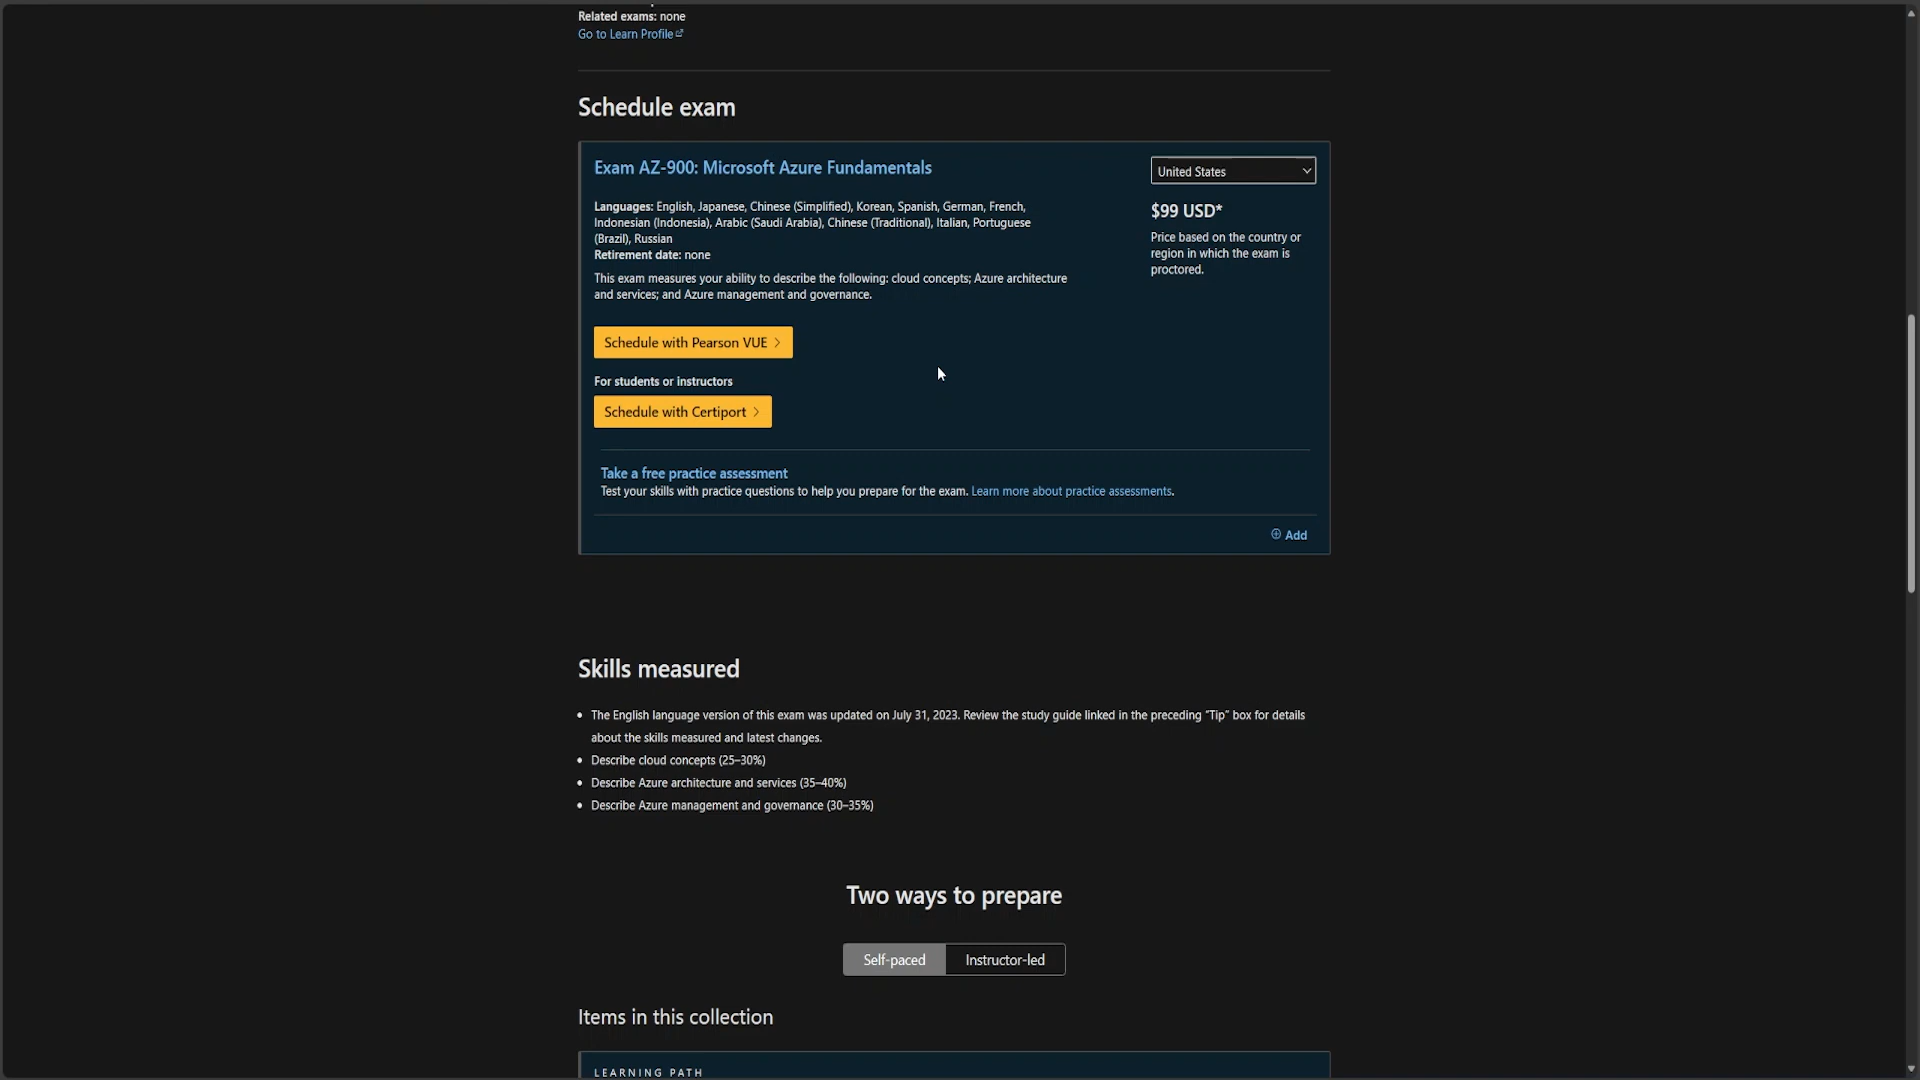 Related exams: none
Go to Learn Profile
Schedule exam
Exam AZ-900: Microsoft Azure Fundamentals
United States
Languages: English, Japanese, Chinese (Simplified), Korean, Spanish, German, French,
Indonesian (Indonesia), Arabic (Saudi Arabia), Chinese (Traditional), Italian, Portuguese
(Brazil), Russian
Retirement date: none
This exam measures your ability to describe the following: cloud concepts; Azure architecture
and services; and Azure management and governance.
$99 USD*
Price based on the country or
region in which the exam is
proctored.
Schedule with Pearson VUE >
For students or instructors
Schedule with Certiport >
Take a free practice assessment
Test your skills with practice questions to help you prepare for the exam. Learn more about practice assessments.
Add
Skills measured
• The English language version of this exam was updated on July 31, 2023. Review the study guide linked in the preceding “Tip” box for details
about the skills measured and latest changes.
• Describe cloud concepts (25–30%)
• Describe Azure architecture and services (35–40%)
• Describe Azure management and governance (30–35%)
Two ways to prepare
Self-paced Instructor-led
Items in this collection
LEARNING PATH